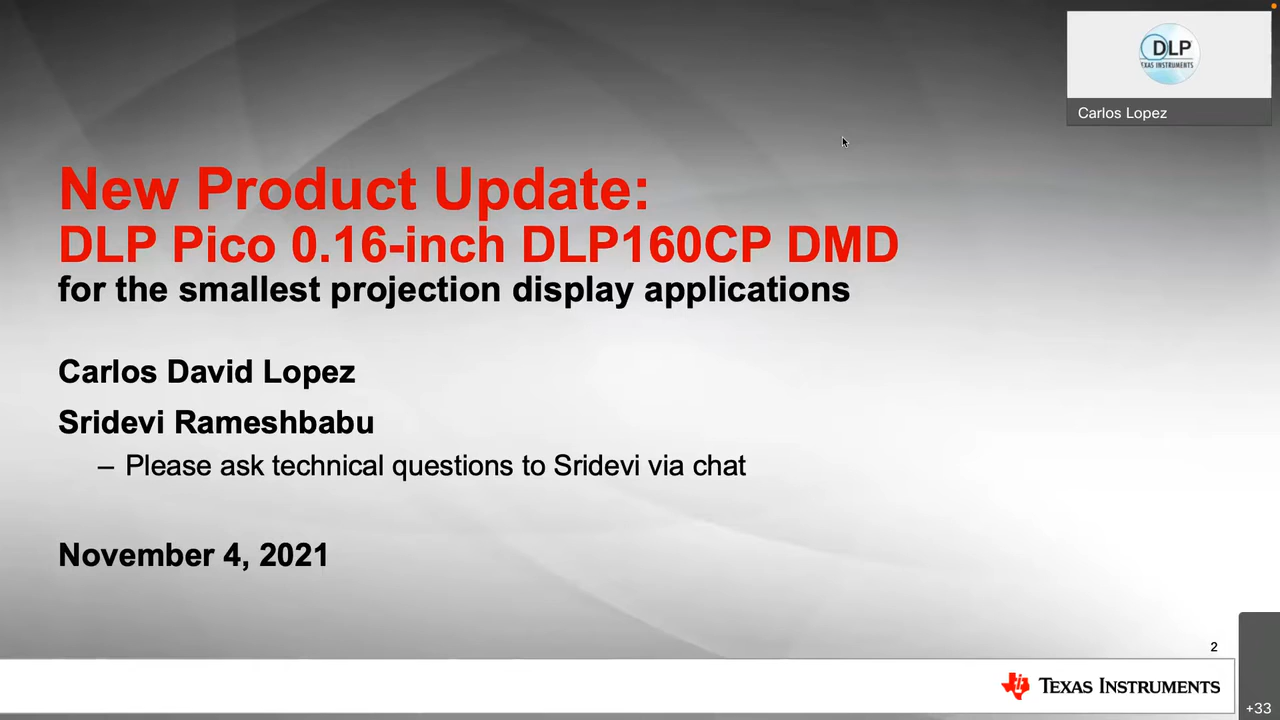 DLP
TEXAS INSTRUMENTS
Carlos Lopez
New Product Update:
DLP Pico 0.16-inch DLP160CP DMD
for the smallest projection display applications
Carlos David Lopez
Sridevi Rameshbabu
– Please ask technical questions to Sridevi via chat
November 4, 2021
2
TEXAS INSTRUMENTS
+33